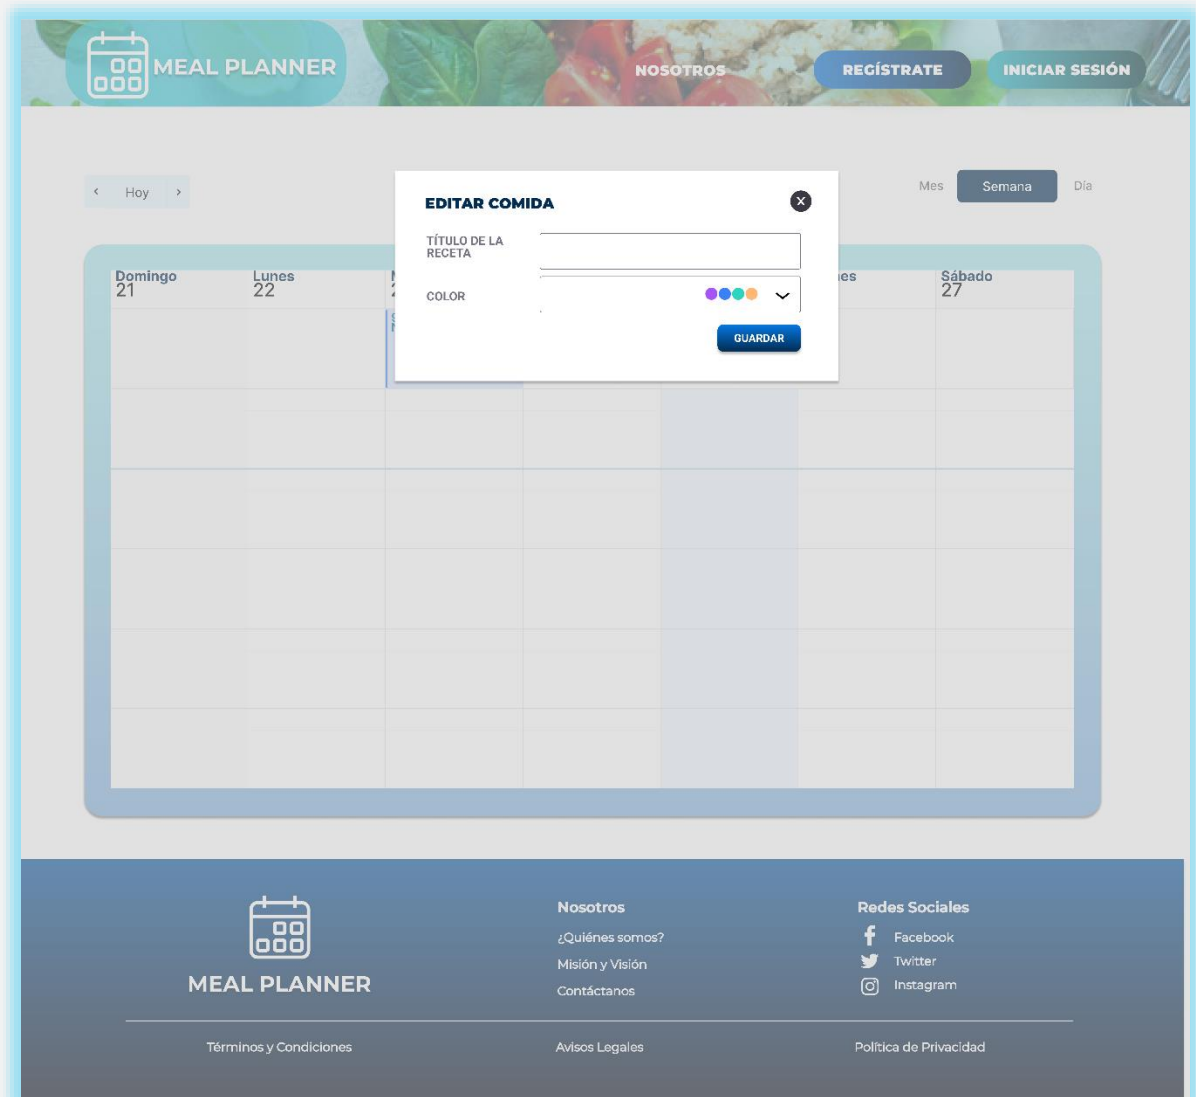 MEAL PLANNER
NOSOTROS
REGÍSTRATE
INICIAR SESIÓN
Hoy
Mes
Semana
Día
EDITAR COMIDA
TÍTULO DE LA
RECETA
COLOR
GUARDAR
Domingo
21
Lunes
22
Sábado
27
MEAL PLANNER
Nosotros
¿Quiénes somos?
Misión y Visión
Contáctanos
Redes Sociales
Facebook
Twitter
Instagram
Términos y Condiciones
Avisos Legales
Política de Privacidad